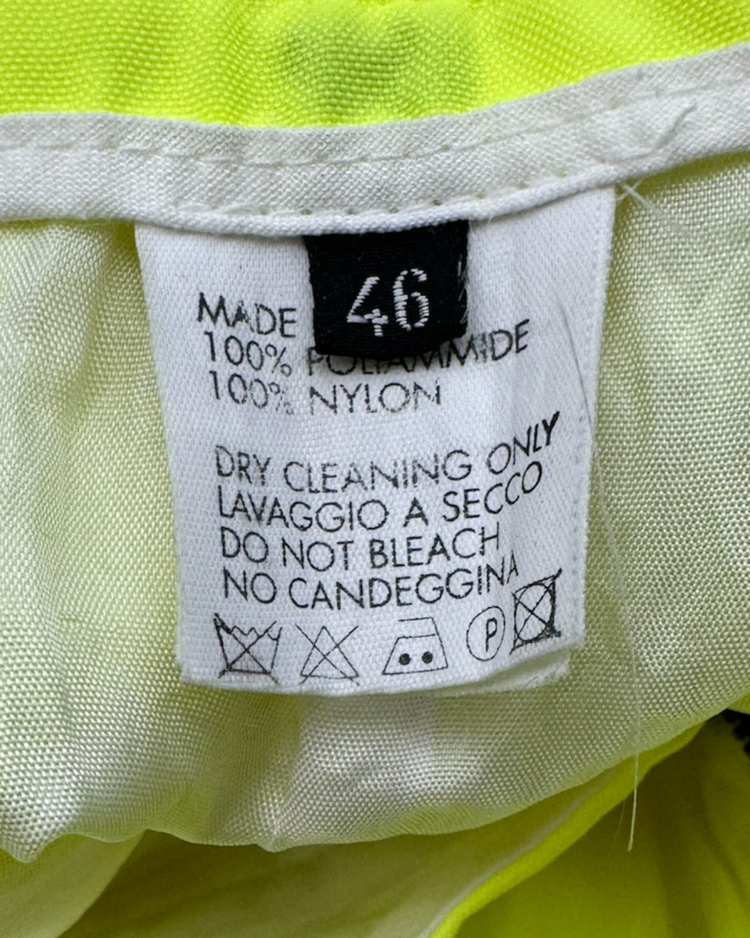 46
MADE
100% POLIAMMIDE
100% NYLON
DRY CLEANING ONLY
LAVAGGIO A SECCO
DO NOT BLEACH
NO CANDEGGINA
P